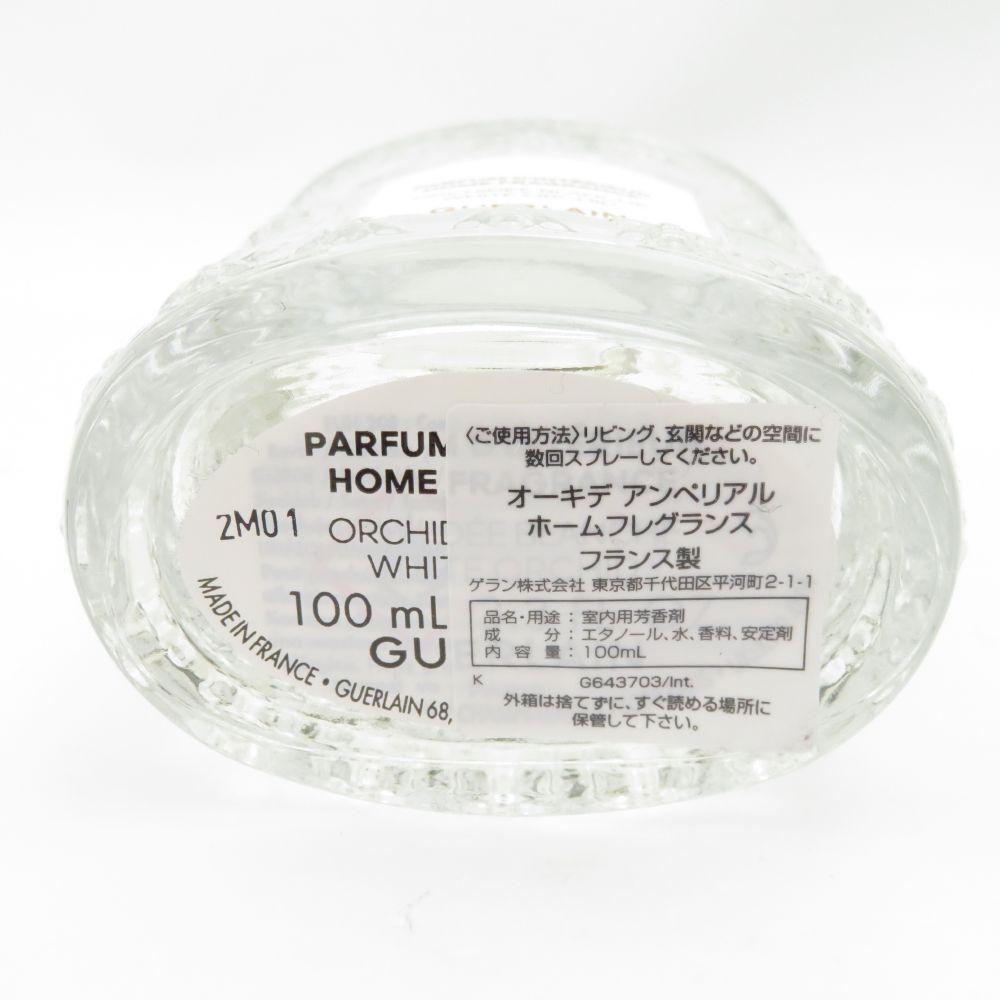 GUERLAIN
PARFUM
HOME FRAGRANCE
2M01
ORCHIDÉE
WHITE
100 mL
GU
MADE IN FRANCE • GUERLAIN 68,
〈ご使用方法〉リビング、玄関などの空間に
数回スプレーしてください。
オーキデ アンペリアル
ホームフレグランス
フランス製
ゲラン株式会社 東京都千代田区平河町2-1-1
品名・用途：室内用芳香剤
成 分：エタノール、水、香料、安定剤
内 容 量：100mL
K G643703/Int.
外箱は捨てずに、すぐ読める場所に
保管して下さい。